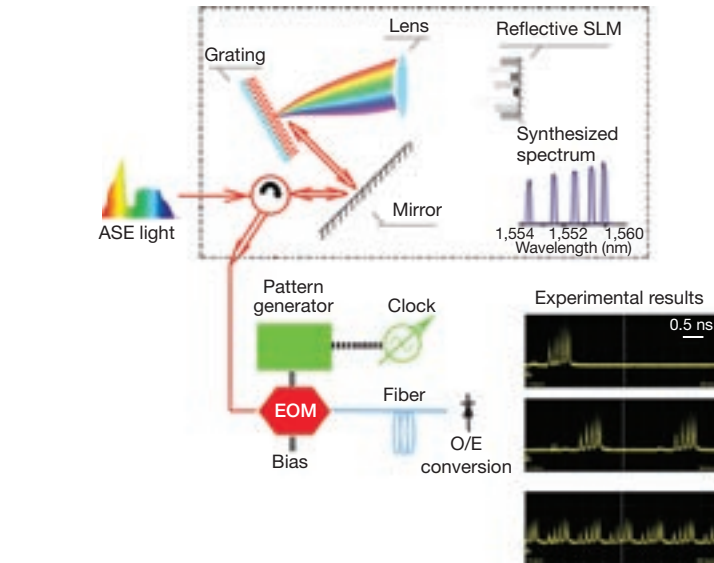 Lens
Reflective SLM
Grating
Synthesized
spectrum
Mirror
ASE light
1,554 1,552 1,560
Wavelength (nm)
Pattern
generator
Clock
Experimental results
0.5 ns
EOM
Fiber
Bias
O/E
conversion